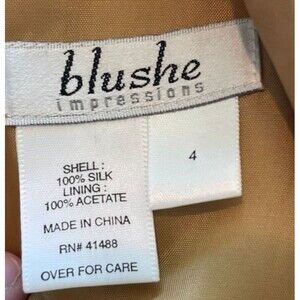 blushe
impressions
4
SHELL :
100% SILK
LINING :
100% ACETATE
MADE IN CHINA
RN# 41488
OVER FOR CARE